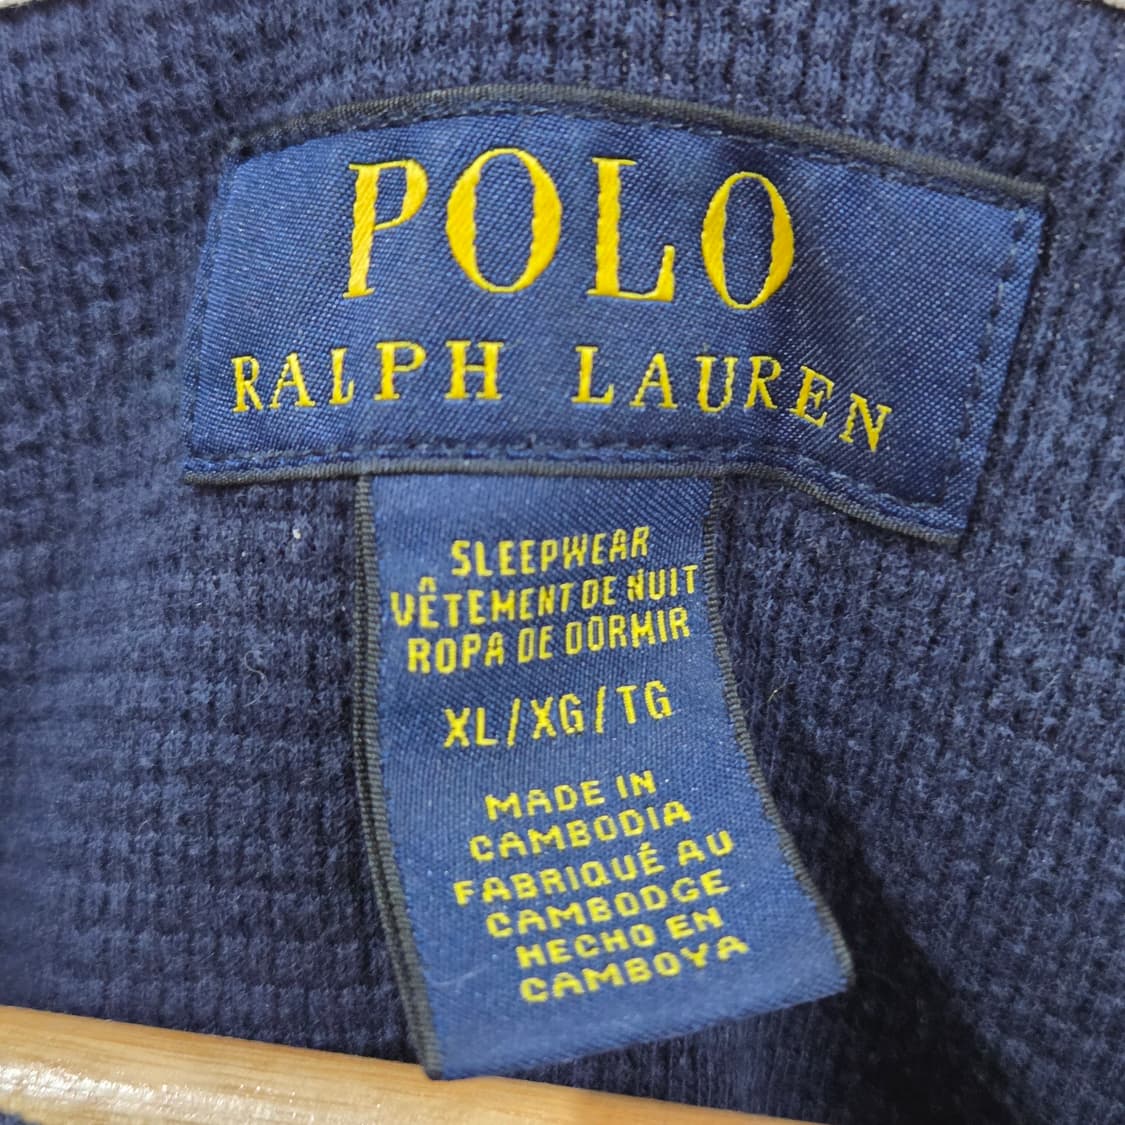 POLO
RALPH LAUREN
SLEEPWEAR
VÊTEMENT DE NUIT
ROPA DE DORMIR
XL/XG/TG
MADE IN
CAMBODIA
FABRIQUÉ AU
CAMBODGE
HECHO EN
CAMBOYA